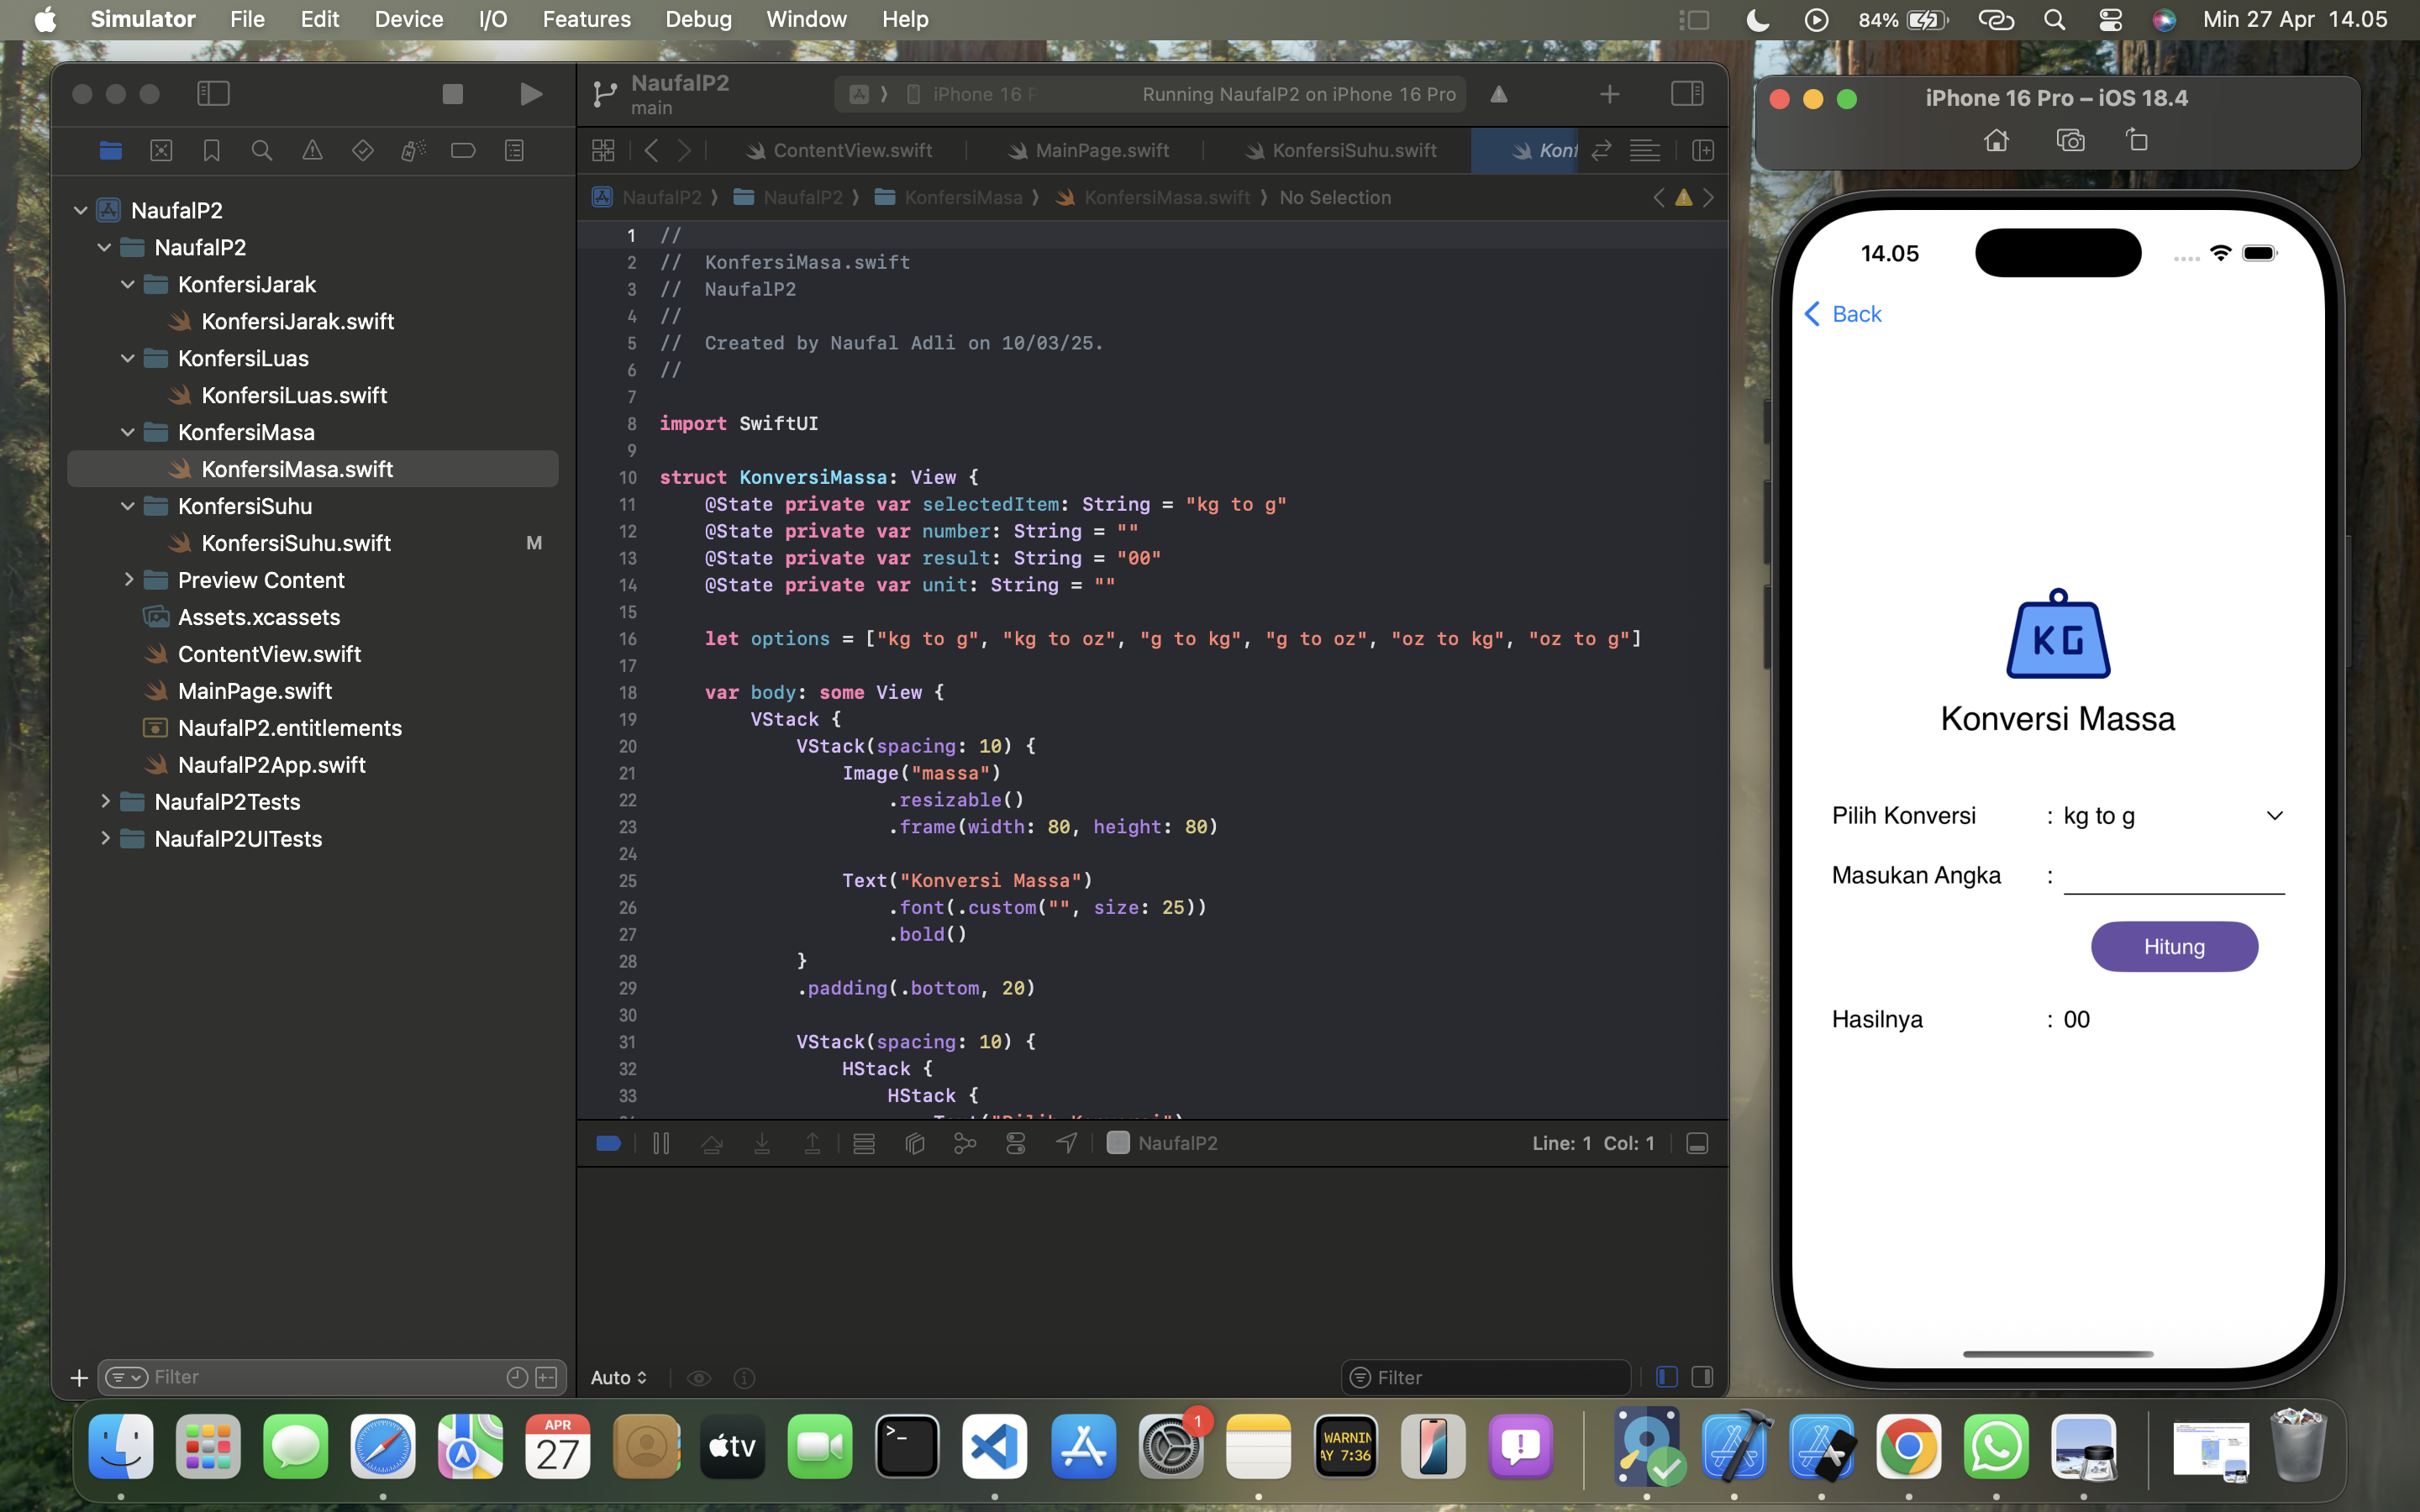 Simulator File Edit Device I/O Features Debug Window Help
84% Min 27 Apr 14.05
NaufalP2
main
iPhone 16 P
Running NaufalP2 on iPhone 16 Pro
ContentView.swift
MainPage.swift
KonfersiSuhu.swift
Konf
NaufalP2 NaufalP2 KonfersiMasa KonfersiMasa.swift No Selection
NaufalP2
NaufalP2
KonfersiJarak
KonfersiJarak.swift
KonfersiLuas
KonfersiLuas.swift
KonfersiMasa
KonfersiMasa.swift
KonfersiSuhu
KonfersiSuhu.swift M
Preview Content
Assets.xcassets
ContentView.swift
MainPage.swift
NaufalP2.entitlements
NaufalP2App.swift
NaufalP2Tests
NaufalP2UITests
Filter
1 //
2 //  KonfersiMasa.swift
3 //  NaufalP2
4 //
5 //  Created by Naufal Adli on 10/03/25.
6 //
7
8 import SwiftUI
9
10 struct KonversiMassa: View {
11     @State private var selectedItem: String = "kg to g"
12     @State private var number: String = ""
13     @State private var result: String = "00"
14     @State private var unit: String = ""
15
16     let options = ["kg to g", "kg to oz", "g to kg", "g to oz", "oz to kg", "oz to g"]
17
18     var body: some View {
19         VStack {
20             VStack(spacing: 10) {
21                 Image("massa")
22                     .resizable()
23                     .frame(width: 80, height: 80)
24
25                 Text("Konversi Massa")
26                     .font(.custom("", size: 25))
27                     .bold()
28             }
29             .padding(.bottom, 20)
30
31             VStack(spacing: 10) {
32                 HStack {
33                     HStack {
NaufalP2
Line: 1 Col: 1
Auto
Filter
iPhone 16 Pro – iOS 18.4
14.05
Back
KG
Konversi Massa
Pilih Konversi : kg to g
Masukan Angka :
Hitung
Hasilnya : 00
APR
27
tv
>_
1
WARNIN
AY 7:36